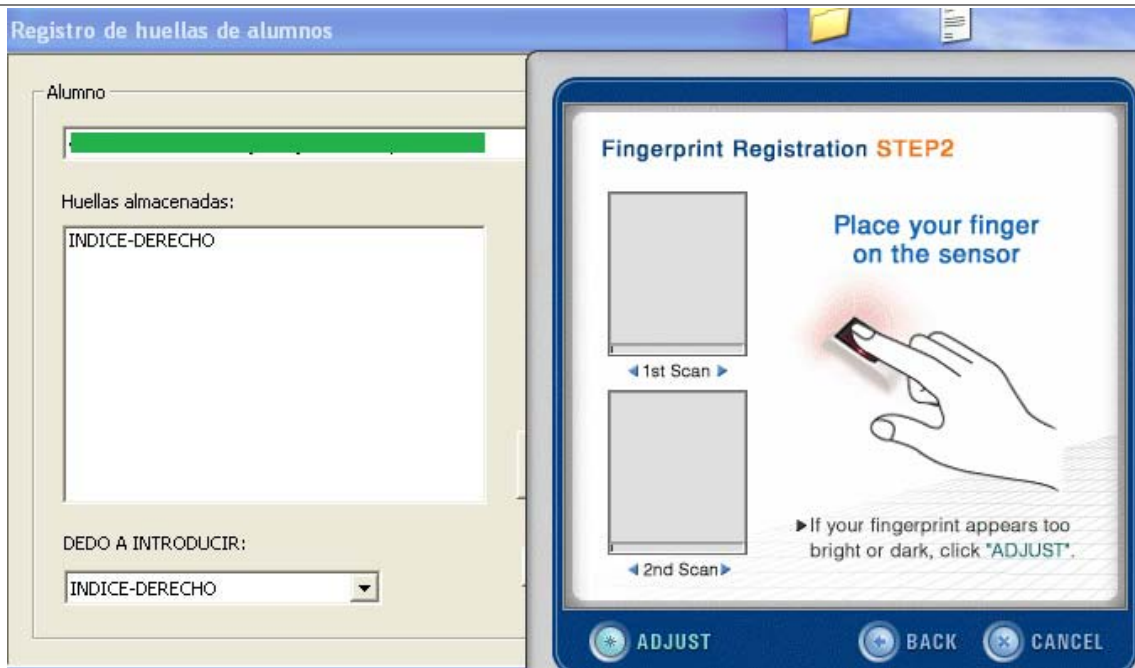 Registro de huellas de alumnos
Alumno
Huellas almacenadas:
INDICE-DERECHO
DEDO A INTRODUCIR:
INDICE-DERECHO
Fingerprint Registration STEP2
1st Scan
2nd Scan
Place your finger
on the sensor
If your fingerprint appears too
bright or dark, click "ADJUST".
ADJUST
BACK
CANCEL